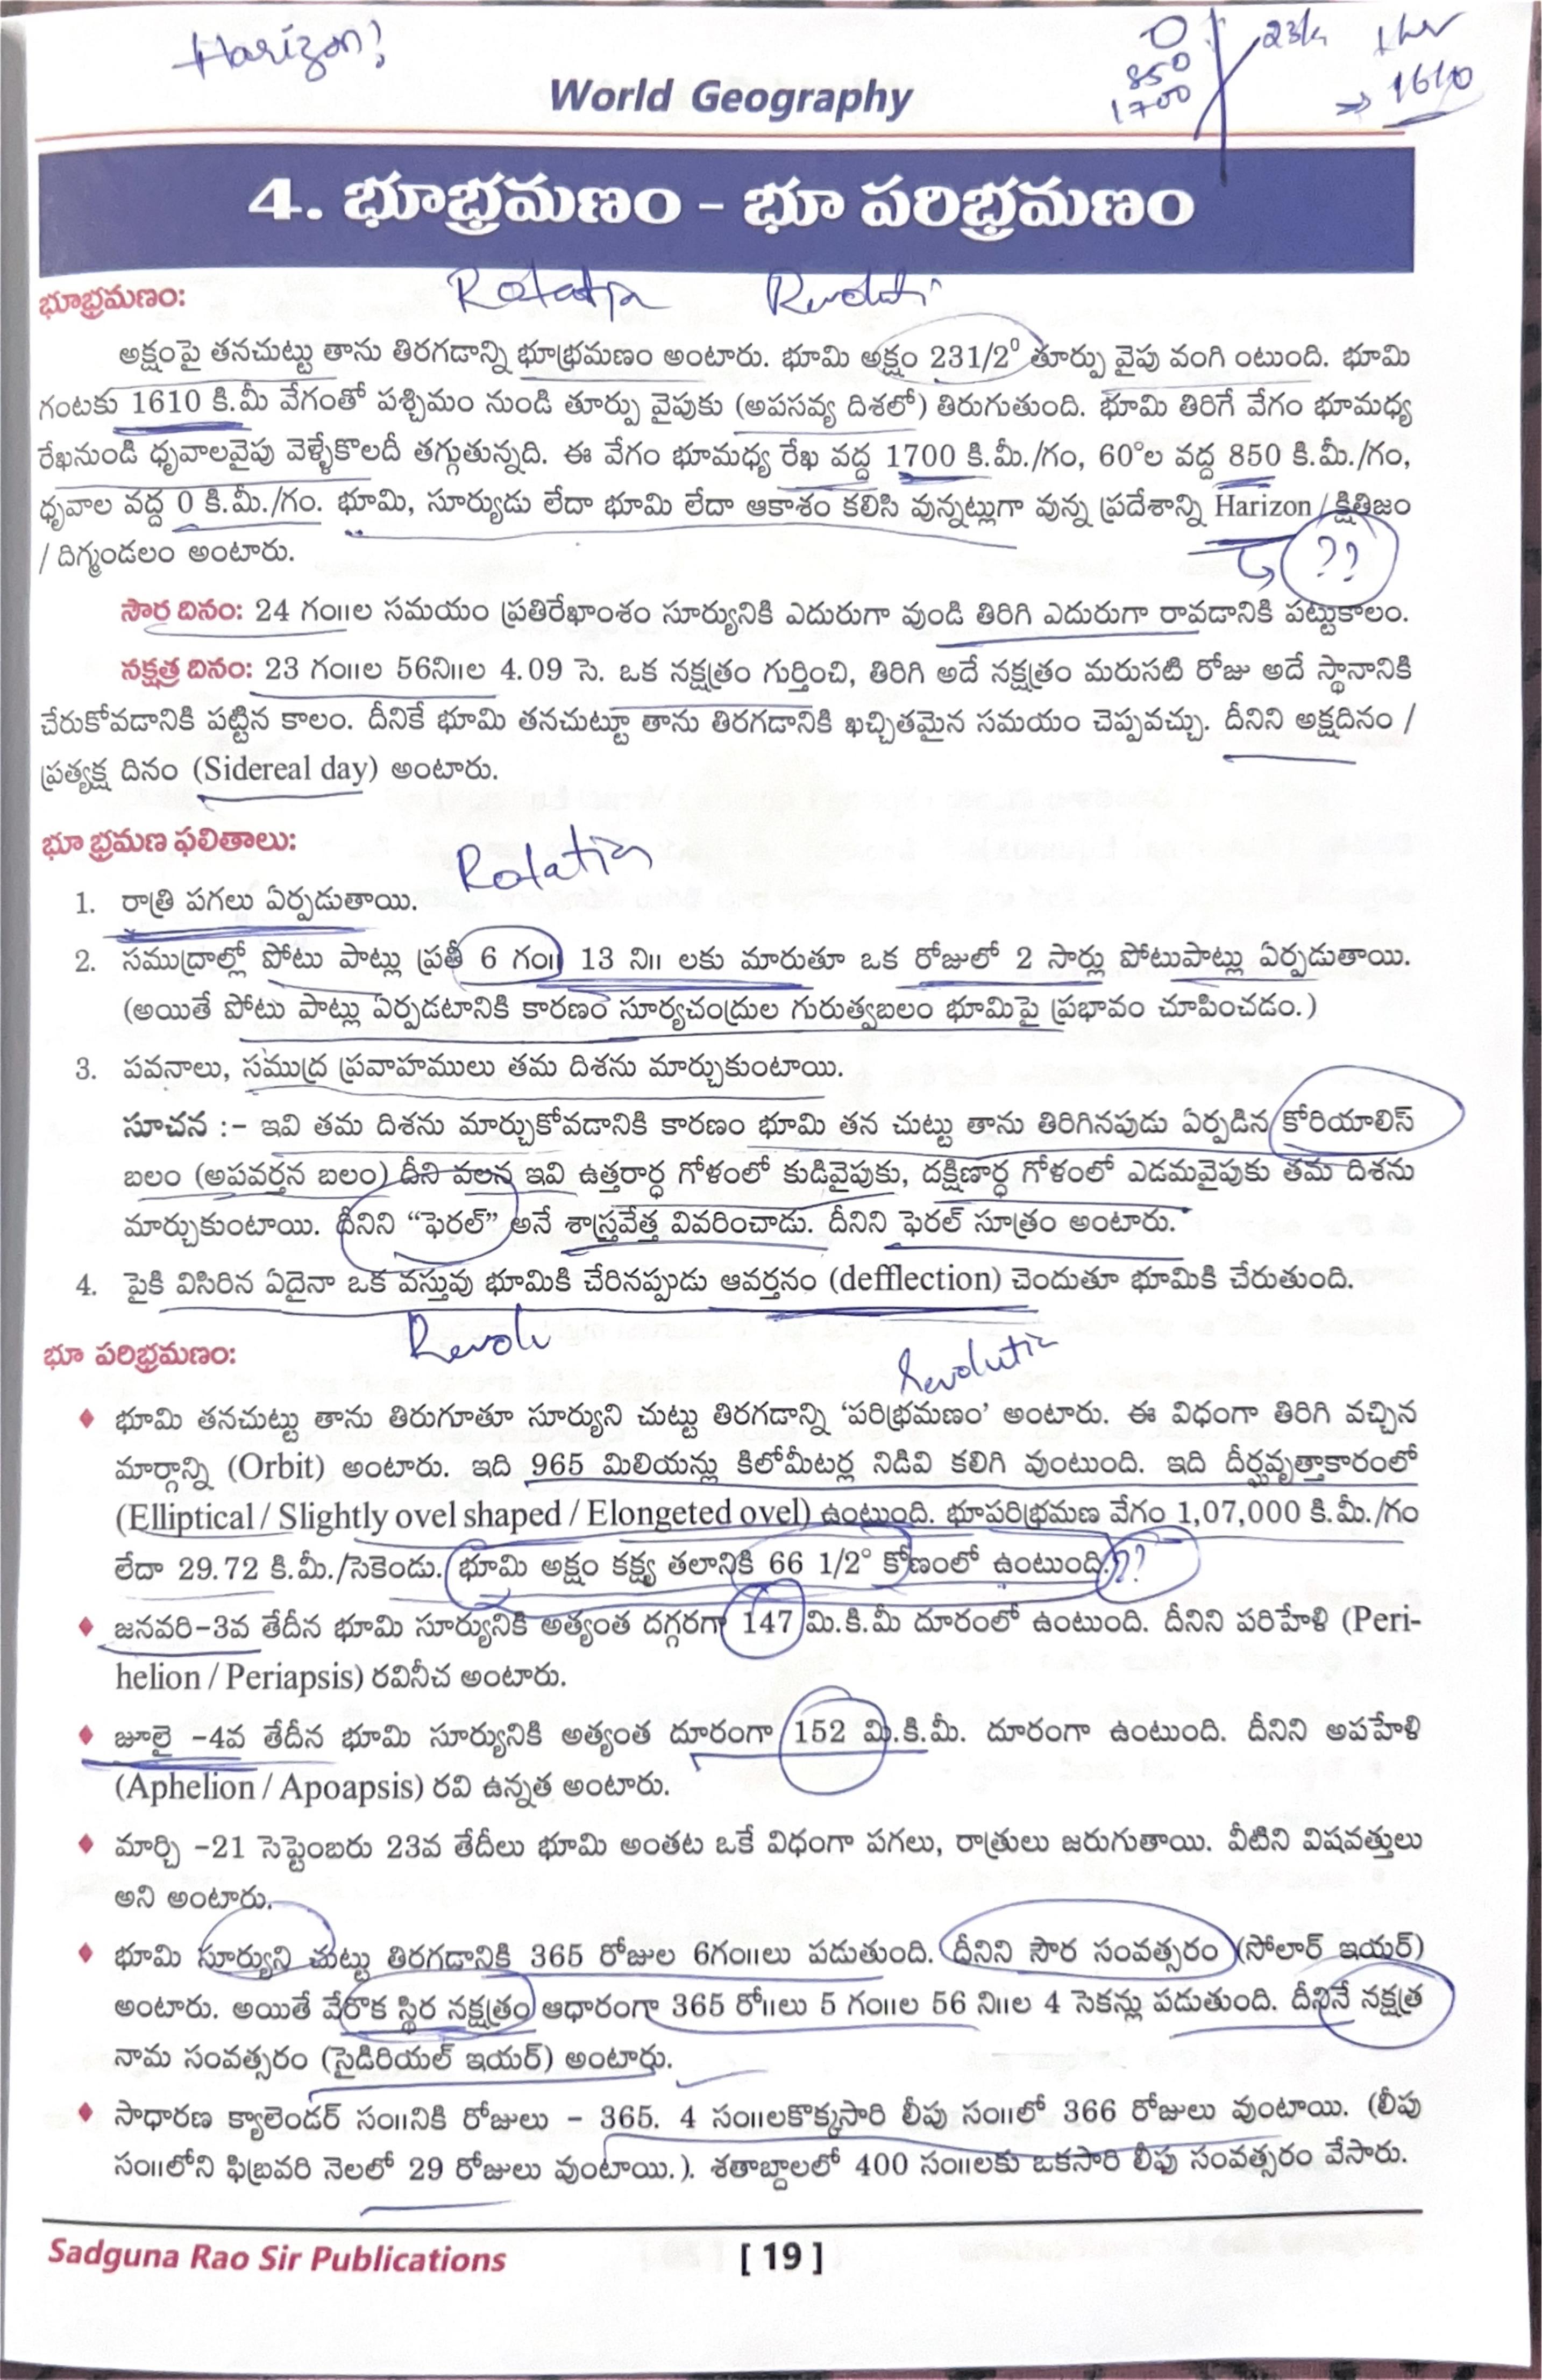 Harizon?
0 23½ 1 hr
850
1700 → 1610
World Geography
4. భూభ్రమణం - భూ పరిభ్రమణం
భూభ్రమణం:
Rotation
అక్షంపై తనచుట్టు తాను తిరగడాన్ని భూభ్రమణం అంటారు. భూమి అక్షం 231/2⁰ తూర్పు వైపు వంగి ంటుంది. భూమి
గంటకు 1610 కి.మీ వేగంతో పశ్చిమం నుండి తూర్పు వైపుకు (అపసవ్య దిశలో) తిరుగుతుంది. భూమి తిరిగే వేగం భూమధ్య
రేఖనుండి ధృవాలవైపు వెళ్ళేకొలదీ తగ్గుతున్నది. ఈ వేగం భూమధ్య రేఖ వద్ద 1700 కి.మీ./గం, 60°ల వద్ద 850 కి.మీ./గం,
ధృవాల వద్ద 0 కి.మీ./గం. భూమి, సూర్యుడు లేదా భూమి లేదా ఆకాశం కలిసి వున్నట్లుగా వున్న ప్రదేశాన్ని Harizon / క్షితిజం
/ దిగ్మండలం అంటారు.
??
సౌర దినం: 24 గం॥ల సమయం ప్రతిరేఖాంశం సూర్యునికి ఎదురుగా వుండి తిరిగి ఎదురుగా రావడానికి పట్టుకాలం.
నక్షత్ర దినం: 23 గం॥ల 56ని॥ల 4.09 సె. ఒక నక్షత్రం గుర్తించి, తిరిగి అదే నక్షత్రం మరుసటి రోజు అదే స్థానానికి
చేరుకోవడానికి పట్టిన కాలం. దీనికే భూమి తనచుట్టూ తాను తిరగడానికి ఖచ్చితమైన సమయం చెప్పవచ్చు. దీనిని అక్షదినం /
ప్రత్యక్ష దినం (Sidereal day) అంటారు.
భూ భ్రమణ ఫలితాలు:
Rotation
1. రాత్రి పగలు ఏర్పడుతాయి.
2. సముద్రాల్లో పోటు పాట్లు ప్రతీ 6 గం॥ 13 ని॥ లకు మారుతూ ఒక రోజులో 2 సార్లు పోటుపాట్లు ఏర్పడుతాయి.
(అయితే పోటు పాట్లు ఏర్పడటానికి కారణం సూర్యచంద్రుల గురుత్వబలం భూమిపై ప్రభావం చూపించడం.)
3. పవనాలు, సముద్ర ప్రవాహములు తమ దిశను మార్చుకుంటాయి.
సూచన :- ఇవి తమ దిశను మార్చుకోవడానికి కారణం భూమి తన చుట్టు తాను తిరిగినపుడు ఏర్పడిన కోరియాలిస్
బలం (అపవర్తన బలం) దీని వలన ఇవి ఉత్తరార్ధ గోళంలో కుడివైపుకు, దక్షిణార్ధ గోళంలో ఎడమవైపుకు తమ దిశను
మార్చుకుంటాయి. దీనిని "ఫెరల్" అనే శాస్త్రవేత్త వివరించాడు. దీనిని ఫెరల్ సూత్రం అంటారు.
4. పైకి విసిరిన ఏదైనా ఒక వస్తువు భూమికి చేరినప్పుడు ఆవర్తనం (defflection) చెందుతూ భూమికి చేరుతుంది.
భూ పరిభ్రమణం:
Revolutin
♦ భూమి తనచుట్టు తాను తిరుగూతూ సూర్యుని చుట్టు తిరగడాన్ని 'పరిభ్రమణం' అంటారు. ఈ విధంగా తిరిగి వచ్చిన
మార్గాన్ని (Orbit) అంటారు. ఇది 965 మిలియన్లు కిలోమీటర్ల నిడివి కలిగి వుంటుంది. ఇది దీర్ఘవృత్తాకారంలో
(Elliptical / Slightly ovel shaped / Elongeted ovel) ఉంటుంది. భూపరిభ్రమణ వేగం 1,07,000 కి.మీ./గం
లేదా 29.72 కి.మీ./సెకెండు. భూమి అక్షం కక్ష్య తలానికి 66 1/2° కోణంలో ఉంటుంది. ??
♦ జనవరి-3వ తేదీన భూమి సూర్యునికి అత్యంత దగ్గరగా 147 మి.కి.మీ దూరంలో ఉంటుంది. దీనిని పరిహేళి (Peri-
helion / Periapsis) రవినీచ అంటారు.
♦ జూలై -4వ తేదీన భూమి సూర్యునికి అత్యంత దూరంగా 152 మి.కి.మీ. దూరంగా ఉంటుంది. దీనిని అపహేళి
(Aphelion / Apoapsis) రవి ఉన్నత అంటారు.
♦ మార్చి -21 సెప్టెంబరు 23వ తేదీలు భూమి అంతట ఒకే విధంగా పగలు, రాత్రులు జరుగుతాయి. వీటిని విషవత్తులు
అని అంటారు.
♦ భూమి సూర్యుని చుట్టు తిరగడానికి 365 రోజుల 6గం॥లు పడుతుంది. దీనిని సౌర సంవత్సరం (సోలార్ ఇయర్)
అంటారు. అయితే వేరొక స్థిర నక్షత్రం ఆధారంగా 365 రో॥లు 5 గం॥ల 56 ని॥ల 4 సెకన్లు పడుతుంది. దీనినే నక్షత్ర
నామ సంవత్సరం (సైడిరియల్ ఇయర్) అంటారు.
♦ సాధారణ క్యాలెండర్ సం॥నికి రోజులు - 365. 4 సం॥లకొక్కసారి లీపు సం॥లో 366 రోజులు వుంటాయి. (లీపు
సం॥లోని ఫిబ్రవరి నెలలో 29 రోజులు వుంటాయి.). శతాబ్దాలలో 400 సం॥లకు ఒకసారి లీపు సంవత్సరం వేసారు.
Sadguna Rao Sir Publications
[ 19 ]